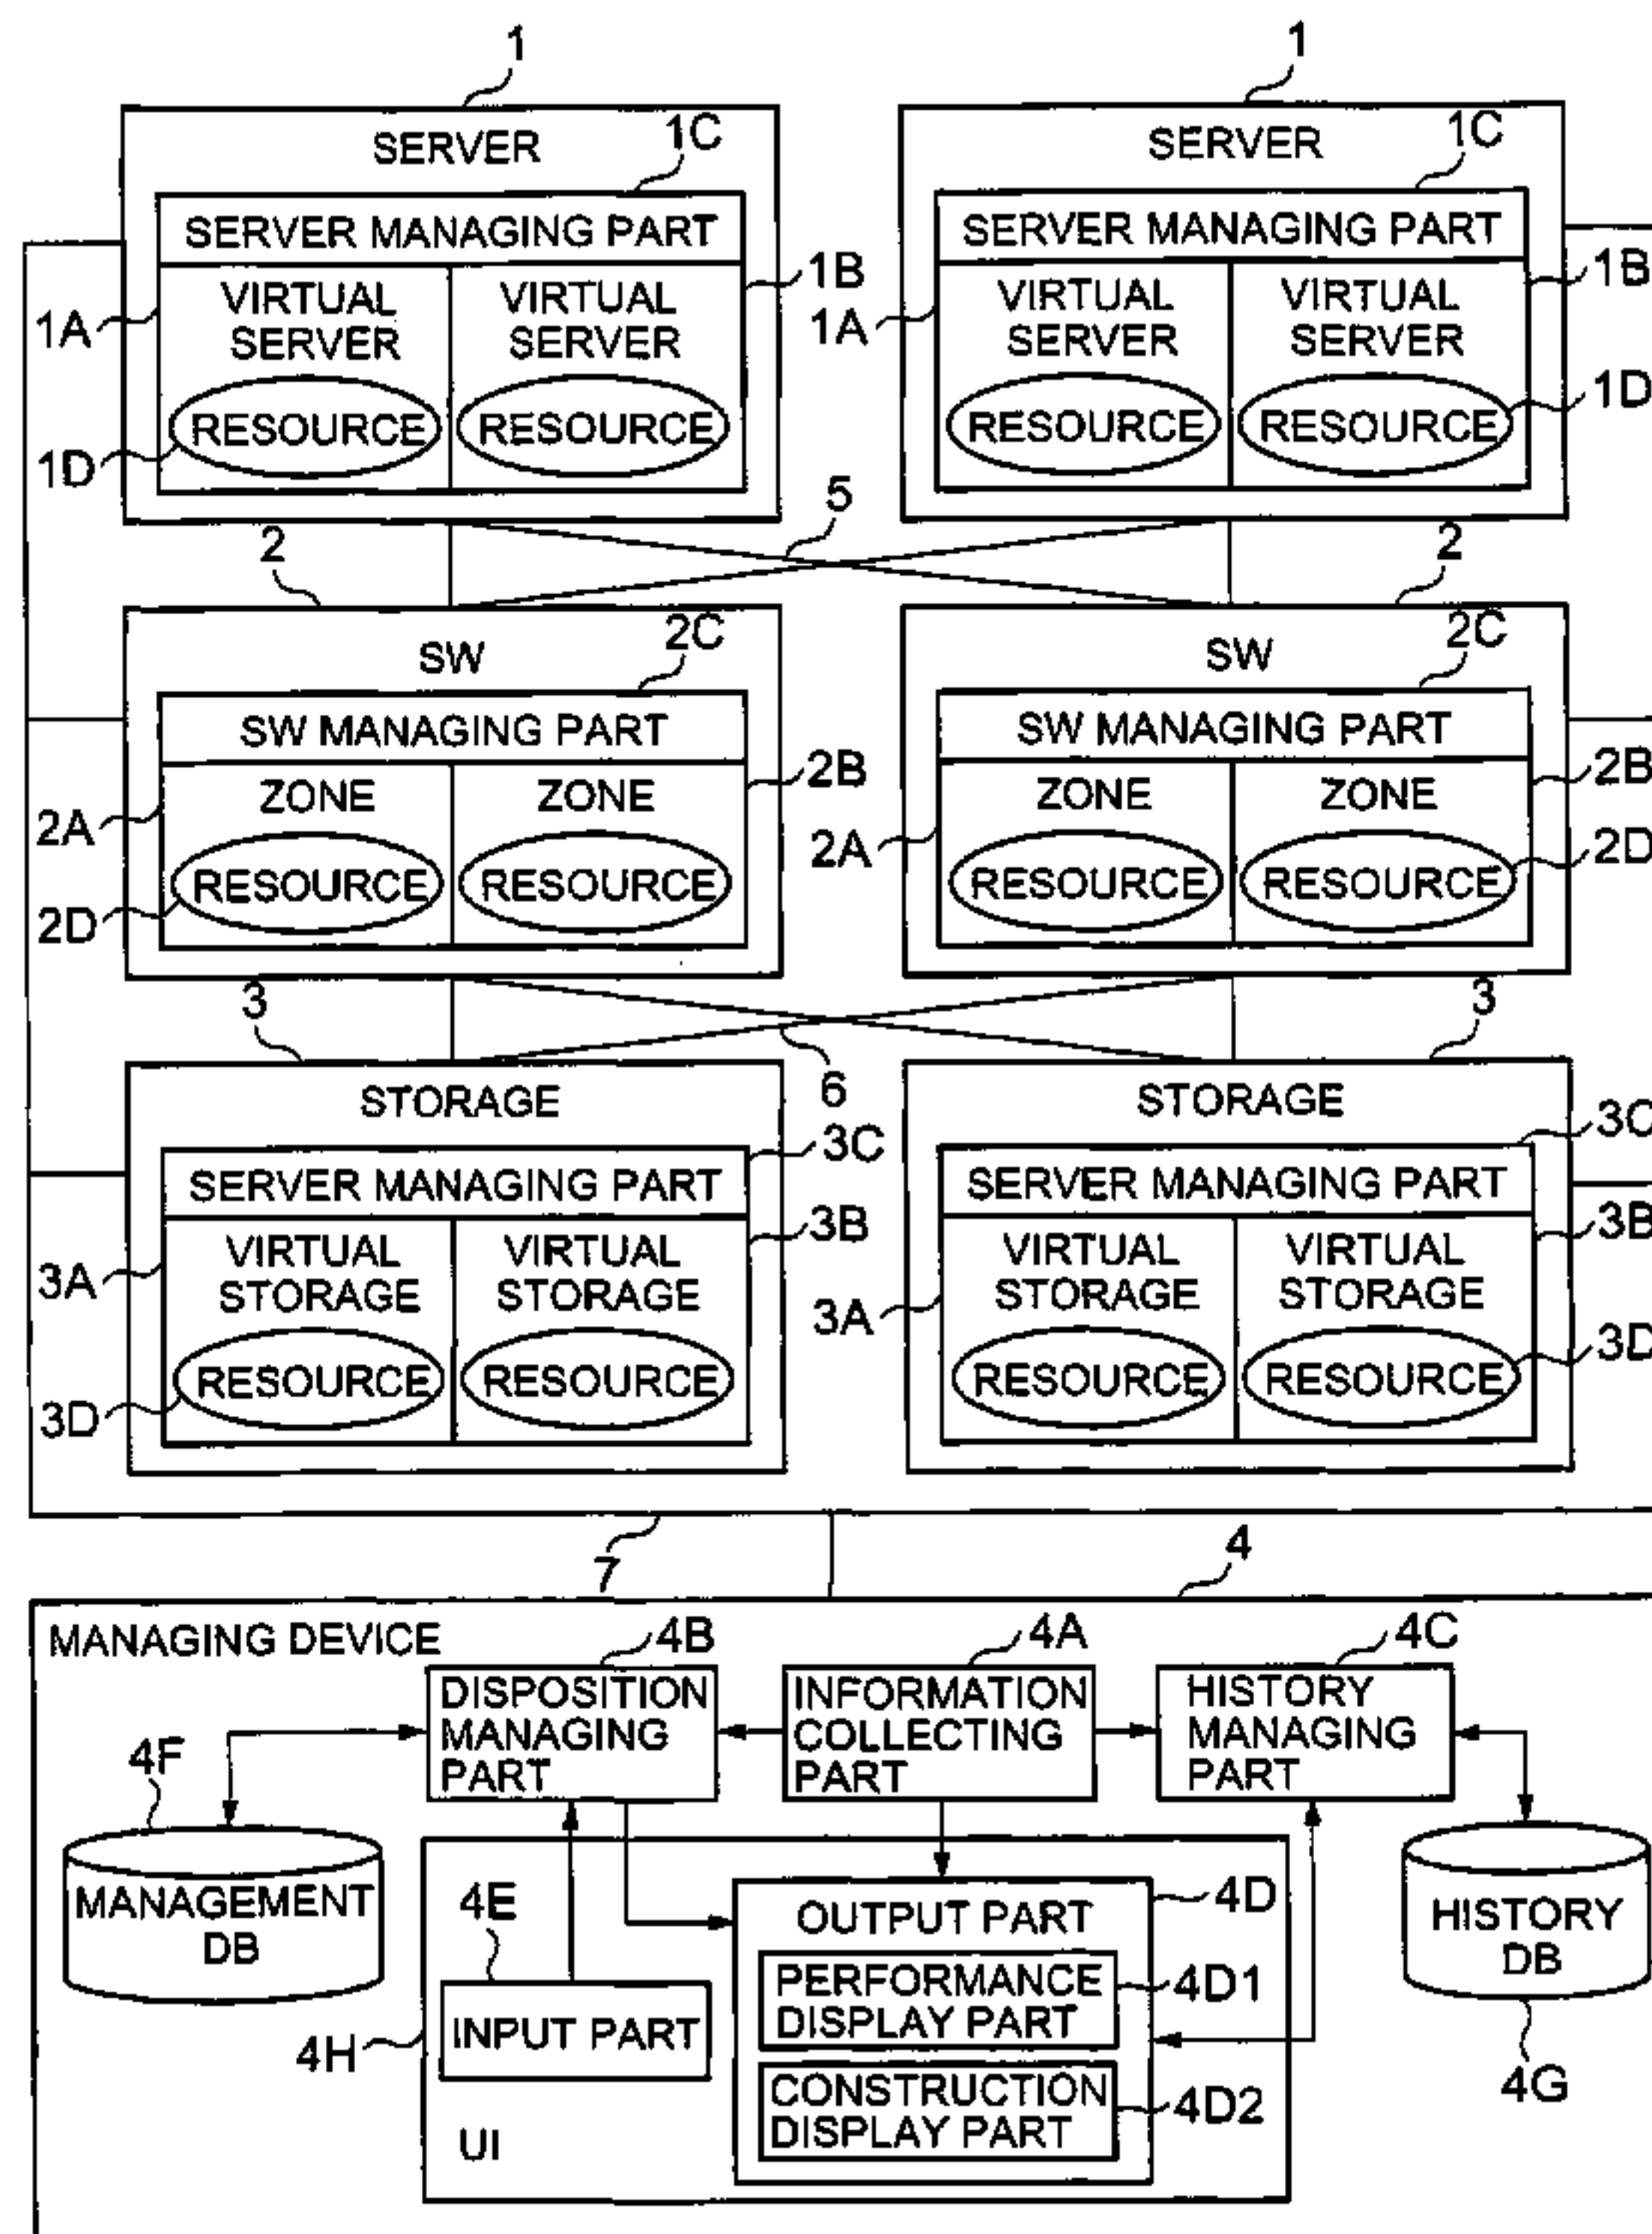 1
1
SERVER
1C
SERVER
1C
SERVER MANAGING PART
SERVER MANAGING PART
1B
1B
VIRTUAL SERVER
VIRTUAL SERVER
VIRTUAL SERVER
VIRTUAL SERVER
1A
1A
RESOURCE
RESOURCE
RESOURCE
RESOURCE
1D
1D
5
2
2
SW
2C
SW
2C
SW MANAGING PART
SW MANAGING PART
2B
2B
ZONE
ZONE
ZONE
ZONE
2A
2A
RESOURCE
RESOURCE
RESOURCE
RESOURCE
2D
2D
3
3
6
STORAGE
STORAGE
3C
3C
SERVER MANAGING PART
SERVER MANAGING PART
3B
3B
VIRTUAL STORAGE
VIRTUAL STORAGE
VIRTUAL STORAGE
VIRTUAL STORAGE
3A
3A
RESOURCE
RESOURCE
RESOURCE
RESOURCE
3D
3D
7
4
MANAGING DEVICE
4B
4A
4C
DISPOSITION
MANAGING
PART
INFORMATION
COLLECTING
PART
HISTORY
MANAGING
PART
4F
MANAGEMENT
DB
4E
INPUT PART
4H
UI
OUTPUT PART
4D
PERFORMANCE
DISPLAY PART
4D1
CONSTRUCTION
DISPLAY PART
4D2
HISTORY
DB
4G